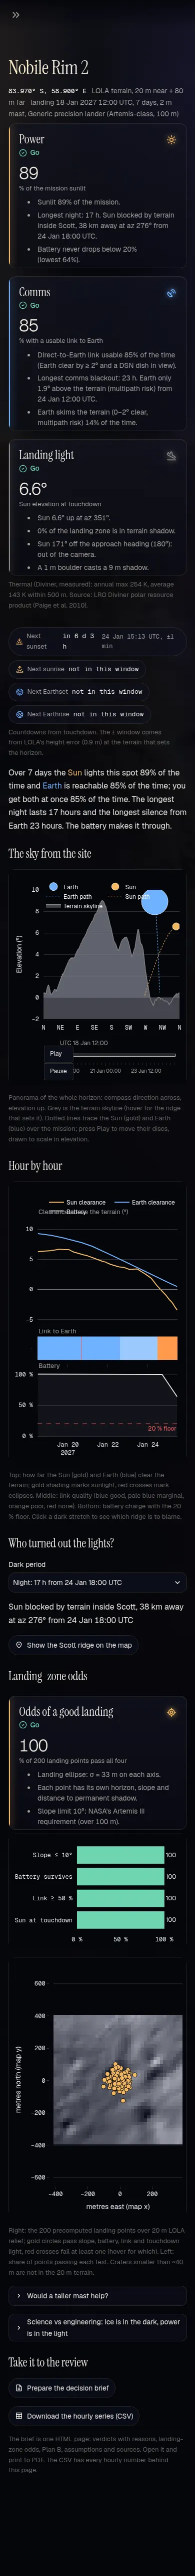 Nobile Rim 2
83.970° S, 58.900° E LOLA terrain, 20 m near + 80
m far landing 18 Jan 2027 12:00 UTC, 7 days, 2 m
mast, Generic precision lander (Artemis-class, 100 m)
Power
Go
89
% of the mission sunlit
Sunlit 89% of the mission.
Longest night: 17 h. Sun blocked by terrain
inside Scott, 38 km away at az 276° from
24 Jan 18:00 UTC.
Battery never drops below 20%
(lowest 64%).
Comms
Go
85
% with a usable link to Earth
Direct-to-Earth link usable 85% of the time
(Earth clear by ≥ 2° and a DSN dish in view).
Longest comms blackout: 23 h. Earth only
1.9° above the terrain (multipath risk) from
24 Jan 12:00 UTC.
Earth skims the terrain (0–2° clear,
multipath risk) 14% of the time.
Landing light
Go
6.6°
Sun elevation at touchdown
Sun 6.6° up at az 351°.
0% of the landing zone is in terrain shadow.
Sun 171° off the approach heading (180°):
out of the camera.
A 1 m boulder casts a 9 m shadow.
Thermal (Diviner, measured): annual max 254 K, average
143 K within 500 m. Source: LRO Diviner polar resource
product (Paige et al. 2010).
Next sunset in 6 d 3 h 24 Jan 15:13 UTC, ±1 min
Next sunrise not in this window
Next Earthset not in this window
Next Earthrise not in this window
Countdowns from touchdown. The ± window comes
from LOLA's height error (0.9 m) at the terrain that sets
the horizon.
Over 7 days the Sun lights this spot 89% of the
time and Earth is reachable 85% of the time; you
get both at once 85% of the time. The longest
night lasts 17 hours and the longest silence from
Earth 23 hours. The battery makes it through.
The sky from the site
Earth Sun
Earth path Sun path
Terrain skyline
Elevation (°)
10
8
6
4
2
0
−2
N NE E SE S SW W NW N
UTC 18 Jan 12:00
Play
Pause
21 Jan 00:00 23 Jan 12:00
Panorama of the whole horizon; compass direction across,
elevation up. Grey is the terrain skyline (hover for the ridge
that sets it). Dotted lines trace the Sun (gold) and Earth
(blue) over the mission; press Play to move their discs,
drawn to scale in elevation.
Hour by hour
Sun clearance Earth clearance
Battery
10
5
0
−5
Link to Earth
Battery
100 %
50 %
0 %
20 % floor
Jan 20 Jan 22 Jan 24
2027
Top: how far the Sun (gold) and Earth (blue) clear the
terrain; gold shading marks sunlight, red crosses mark
eclipses. Middle: link quality (blue good, pale blue marginal,
orange poor, red none). Bottom: battery charge with the 20
% floor. Click a dark stretch to see which ridge is to blame.
Who turned out the lights?
Dark period
Night: 17 h from 24 Jan 18:00 UTC
Sun blocked by terrain inside Scott, 38 km away
at az 276° from 24 Jan 18:00 UTC
Show the Scott ridge on the map
Landing-zone odds
Odds of a good landing
Go
100
% of 200 landing points pass all four
Landing ellipse: σ = 33 m on each axis.
Each point has its own horizon, slope and
distance to permanent shadow.
Slope limit 10°: NASA's Artemis III
requirement (over 100 m).
Slope ≤ 10° 100
Battery survives 100
Link ≥ 50 % 100
Sun at touchdown 100
0 % 50 % 100 %
metres north (map y)
600
400
200
0
−200
−400
−600
−400 −200 0 200
metres east (map x)
Right: the 200 precomputed landing points over 20 m LOLA
relief; gold circles pass slope, battery, link and touchdown
light, red crosses fail at least one (hover for which). Left:
share of points passing each test. Craters smaller than ~40
m are not in the 20 m terrain.
Would a taller mast help?
Science vs engineering: ice is in the dark, power
is in the light
Take it to the review
Prepare the decision brief
Download the hourly series (CSV)
The brief is one HTML page: verdicts with reasons, landing-
zone odds, Plan B, assumptions and sources. Open it and
print to PDF. The CSV has every hourly number behind
this page.